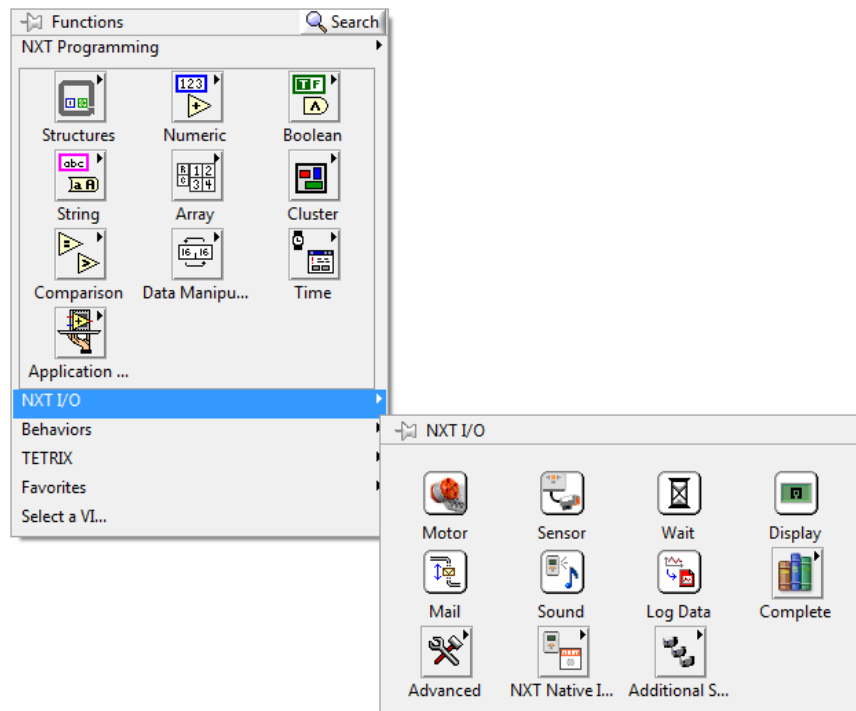 Functions Search
NXT Programming
123
TF
Structures Numeric Boolean
abc
String Array Cluster
Comparison Data Manipu... Time
Application ...
NXT I/O
Behaviors
NXT I/O
TETRIX
Favorites
Select a VI...
Motor Sensor Wait Display
Mail Sound Log Data Complete
Advanced NXT Native I... Additional S...